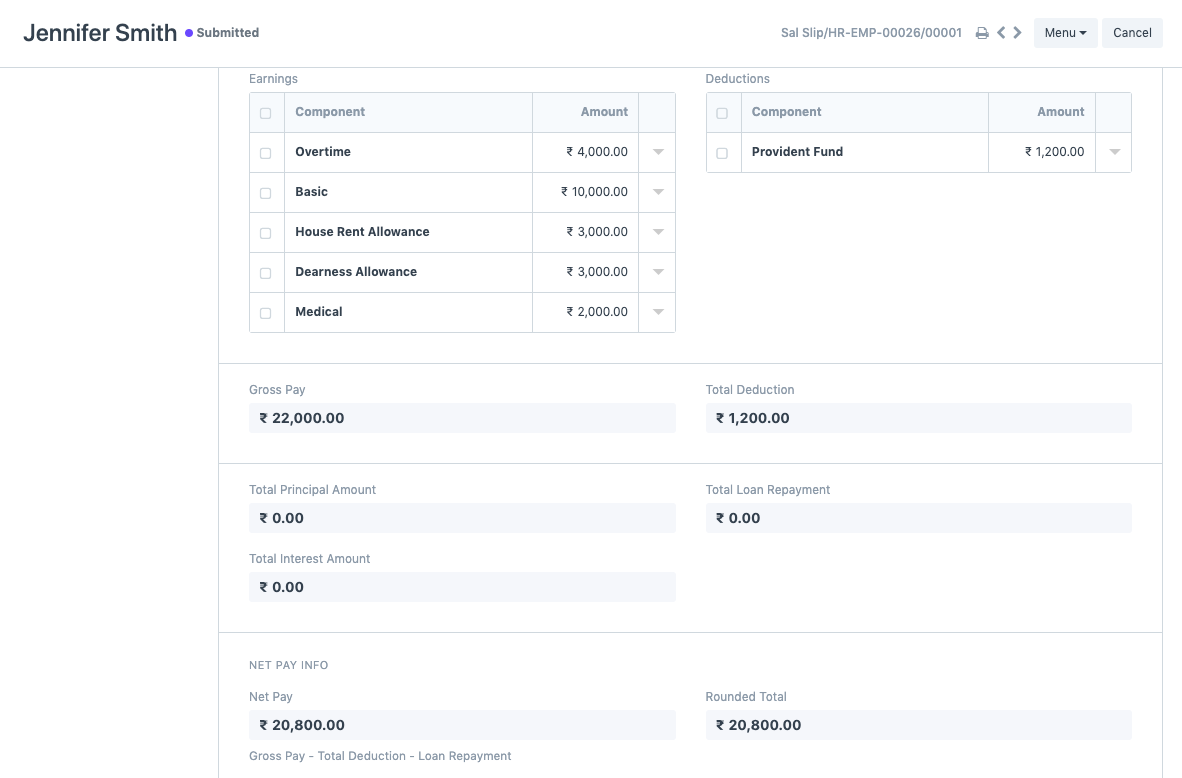 Jennifer Smith Submitted Sal Slip/HR-EMP-00026/00001 Menu Cancel
Earnings
Component Amount
Overtime ₹ 4,000.00
Basic ₹ 10,000.00
House Rent Allowance ₹ 3,000.00
Dearness Allowance ₹ 3,000.00
Medical ₹ 2,000.00
Deductions
Component Amount
Provident Fund ₹ 1,200.00
Gross Pay
₹ 22,000.00
Total Deduction
₹ 1,200.00
Total Principal Amount
₹ 0.00
Total Loan Repayment
₹ 0.00
Total Interest Amount
₹ 0.00
NET PAY INFO
Net Pay
₹ 20,800.00
Gross Pay - Total Deduction - Loan Repayment
Rounded Total
₹ 20,800.00